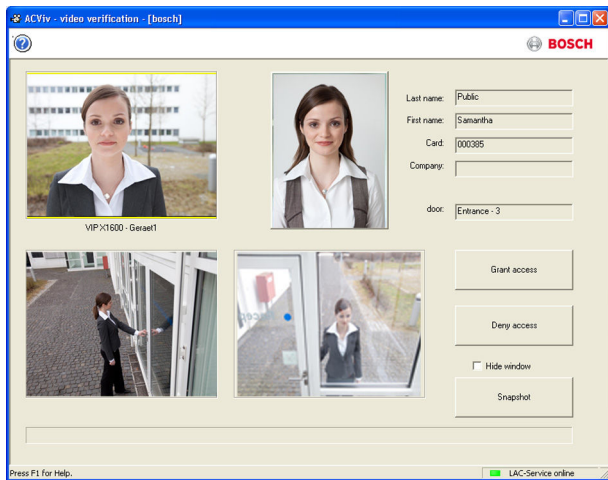 ACViv - video verification - [bosch]
BOSCH
Last name: Public
First name: Samantha
Card: 000385
Company:
door: Entrance - 3
VIP X1600 - Geraet1
Grant access
Deny access
Hide window
Snapshot
Press F1 for Help.
LAC-Service online